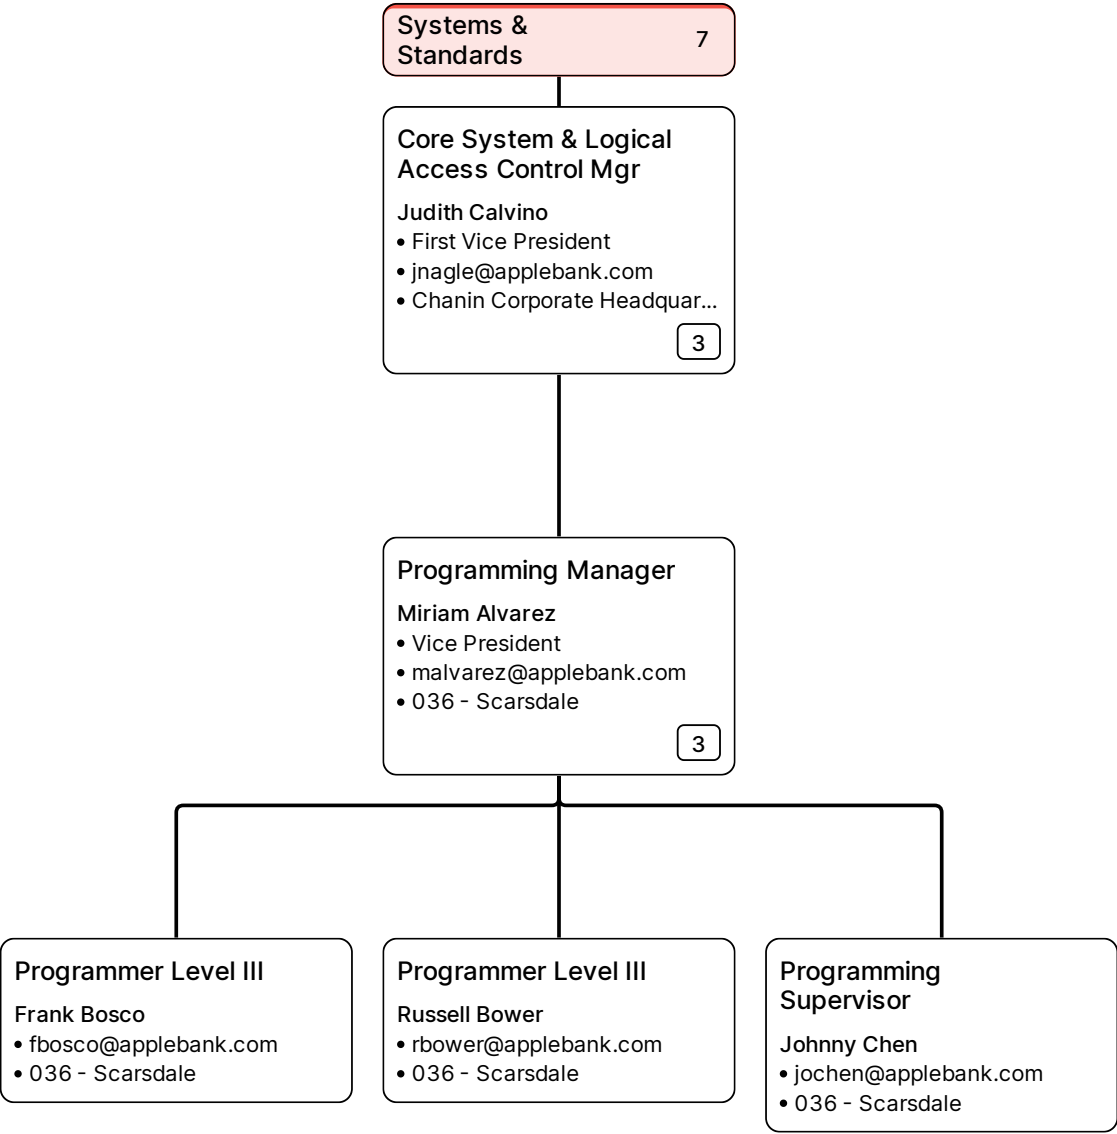 Systems &
Standards
7
Core System & Logical
Access Control Mgr
Judith Calvino
• First Vice President
• jnagle@applebank.com
• Chanin Corporate Headquar...
3
Programming Manager
Miriam Alvarez
• Vice President
• malvarez@applebank.com
• 036 - Scarsdale
3
Programmer Level III
Frank Bosco
• fbosco@applebank.com
• 036 - Scarsdale
Programmer Level III
Russell Bower
• rbower@applebank.com
• 036 - Scarsdale
Programming
Supervisor
Johnny Chen
• jochen@applebank.com
• 036 - Scarsdale